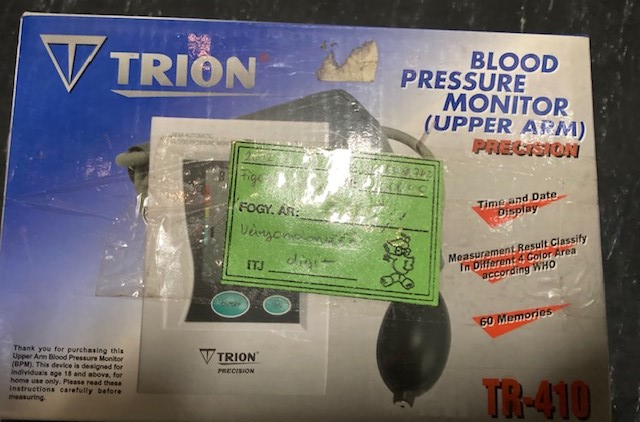 TRION
BLOOD
PRESSURE
MONITOR
(UPPER ARM)
PRECISION
Time and Date
Display
Measurement Result Classify
In Different 4 Color Area
according WHO
60 Memories
TR-410
FOGY. ÁR:
ITJ digit
TRION
PRECISION
Thank you for purchasing this
Upper Arm Blood Pressure Monitor
(BPM). This device is designed for
individuals age 18 and above, for
home use only. Please read these
instructions carefully before
measuring.